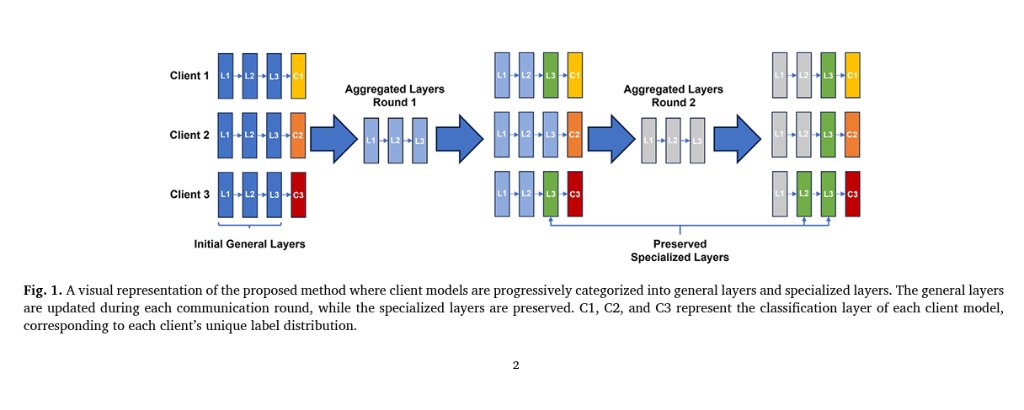 Client 1 L1 L2 L3 C1
Aggregated Layers
Round 1
L1 L2 L3 C1
Aggregated Layers
Round 2
L1 L2 L3 C1
Client 2 L1 L2 L3 C2
L1 L2 L3
L1 L2 L3 C2
L1 L2 L3
L1 L2 L3 C2
Client 3 L1 L2 L3 C3
L1 L2 L3 C3
L1 L2 L3 C3
Initial General Layers
Preserved
Specialized Layers
Fig. 1. A visual representation of the proposed method where client models are progressively categorized into general layers and specialized layers. The general layers
are updated during each communication round, while the specialized layers are preserved. C1, C2, and C3 represent the classification layer of each client model,
corresponding to each client’s unique label distribution.
2